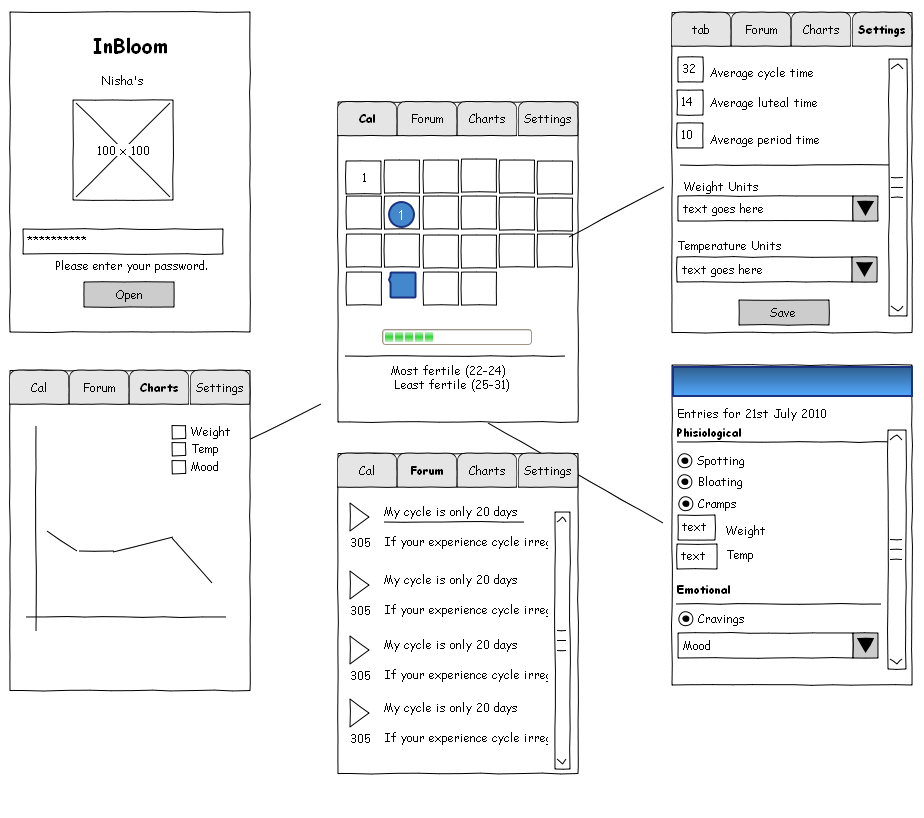 InBloom
Nisha's
100 × 100
**********
Please enter your password.
Open
Cal Forum Charts Settings
1
1
Most fertile (22-24)
Least fertile (25-31)
tab Forum Charts Settings
32 Average cycle time
14 Average luteal time
10 Average period time
Weight Units
text goes here
Temperature Units
text goes here
Save
Cal Forum Charts Settings
Weight
Temp
Mood
Cal Forum Charts Settings
My cycle is only 20 days
305 If your experience cycle irreg
My cycle is only 20 days
305 If your experience cycle irreg
My cycle is only 20 days
305 If your experience cycle irreg
My cycle is only 20 days
305 If your experience cycle irreg
Entries for 21st July 2010
Phisiological
Spotting
Bloating
Cramps
text Weight
text Temp
Emotional
Cravings
Mood